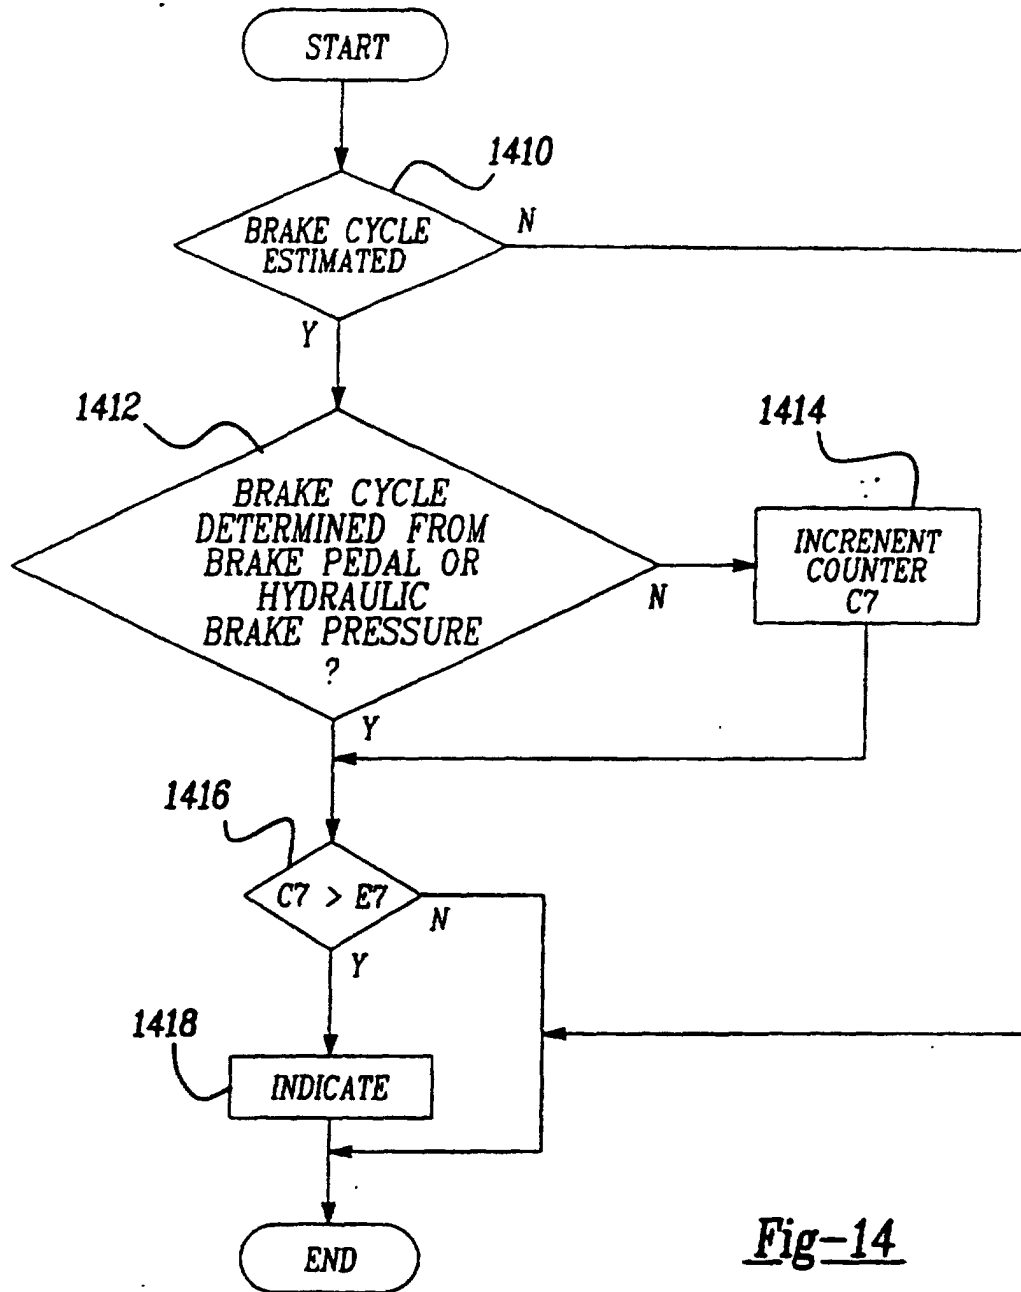 START
1410
BRAKE CYCLE
ESTIMATED
N
Y
1412
BRAKE CYCLE
DETERMINED FROM
BRAKE PEDAL OR
HYDRAULIC
BRAKE PRESSURE
?
N
Y
1414
INCRENENT
COUNTER
C7
1416
C7 > E7
N
Y
1418
INDICATE
END
Fig-14